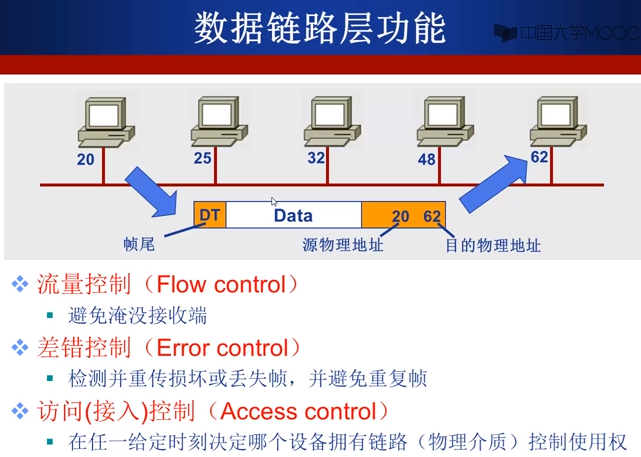 数据链路层功能
中国大学MOOC
20 25 32 48 62
DT Data 20 62
帧尾 源物理地址 目的物理地址
流量控制（Flow control）
避免淹没接收端
差错控制（Error control）
检测并重传损坏或丢失帧，并避免重复帧
访问(接入)控制（Access control）
在任一给定时刻决定哪个设备拥有链路（物理介质）控制使用权